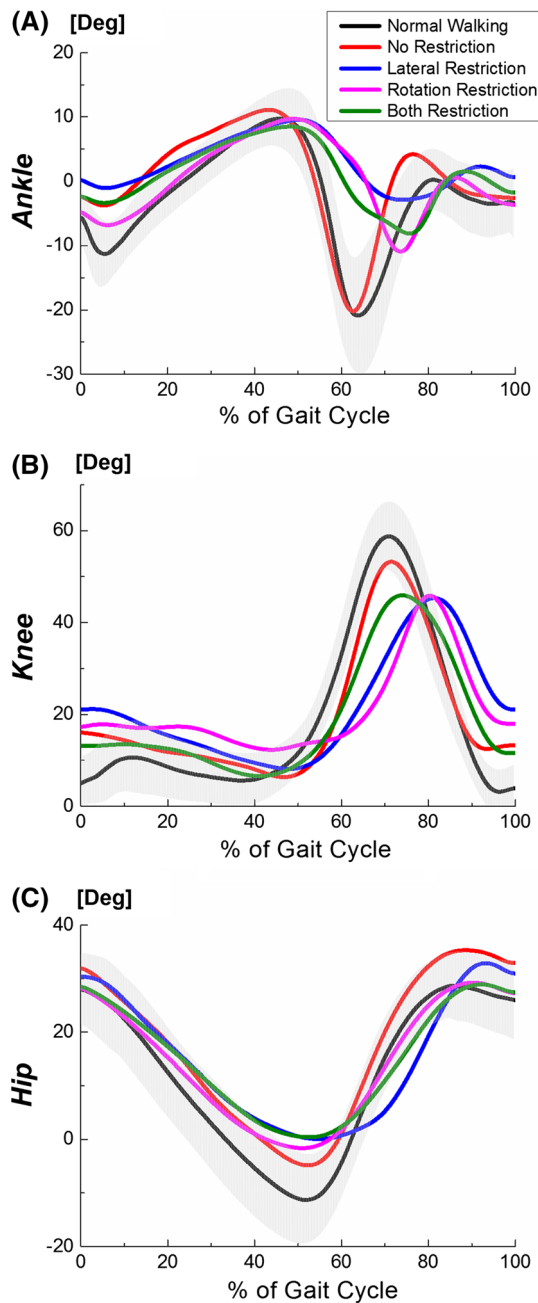 (A) [Deg]
Normal Walking
No Restriction
Lateral Restriction
Rotation Restriction
Both Restriction
20
10
0
-10
-20
-30
Ankle
0 20 40 60 80 100
% of Gait Cycle
(B) [Deg]
60
40
20
0
Knee
0 20 40 60 80 100
% of Gait Cycle
(C) [Deg]
40
20
0
-20
Hip
0 20 40 60 80 100
% of Gait Cycle